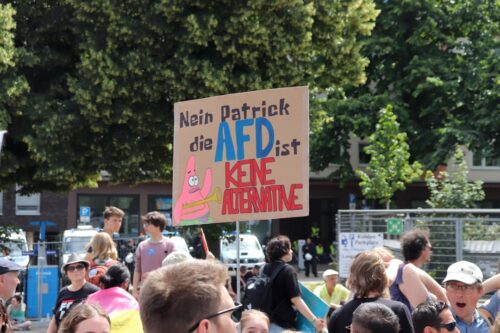 Nein Patrick
die AFD ist
KEINE
ALTERNATIVE